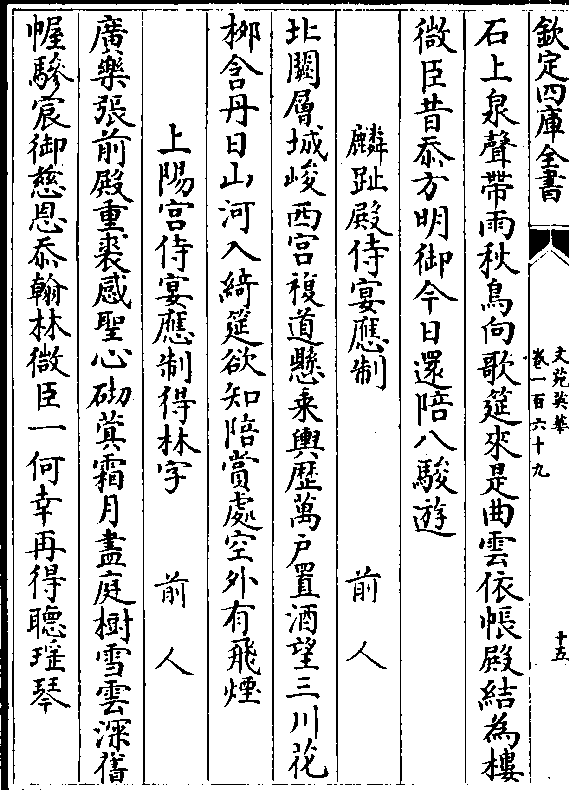 欽定四庫全書
文苑英華
卷一百六十九
十五
石上泉聲帶雨秋鳥向歌筵來是曲雲依帳殿結為樓
微臣昔忝方明御今日還陪八駿遊
麟趾殿侍宴應制 前人
北闕層城峻西宮複道懸乘輿歴萬戶置酒望三川花
桞含丹日山河入綺筵欲知陪賞處空外有飛煙
上陽宮侍宴應制得林字 前人
廣樂張前殿重裘感聖心砌蓂霜月盡庭樹雪雲深舊
幄驂宸御慈恩忝翰林微臣一何幸再得聽瑶琴